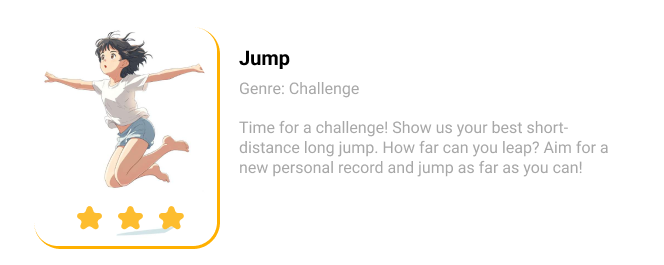 Jump
Genre: Challenge
Time for a challenge! Show us your best short-
distance long jump. How far can you leap? Aim for a
new personal record and jump as far as you can!